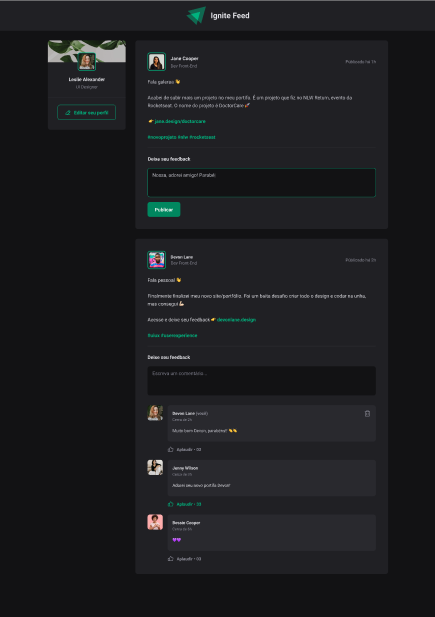 Ignite Feed
Leslie Alexander
UI Designer
Editar seu perfil
Jane Cooper
Dev Front-End
Publicado há 1h
Fala galeraa 👋
Acabei de subir mais um projeto no meu portifa. É um projeto que fiz no NLW Return, evento da
Rocketseat. O nome do projeto é DoctorCare 🚀
👉 jane.design/doctorcare
#novoprojeto #nlw #rocketseat
Deixe seu feedback
Nossa, adorei amigo! Parabé
Publicar
Devon Lane
Dev Front-End
Publicado há 2h
Fala pessoal 👋
Finalmente finalizei meu novo site/portfólio. Foi um baita desafio criar todo o design e codar na unha,
mas consegui 💪🏻
Acesse e deixe seu feedback 👉 devonlane.design
#uiux #userexperience
Deixe seu feedback
Escreva um comentário...
Devon Lane (você)
Cerca de 2h
Muito bom Devon, parabéns!! 👏👏
Aplaudir • 03
Jenny Wilson
Cerca de 2h
Adorei seu novo portfa Devon!
Aplaudir • 03
Bessie Cooper
Cerca de 2h
💜💜
Aplaudir • 03